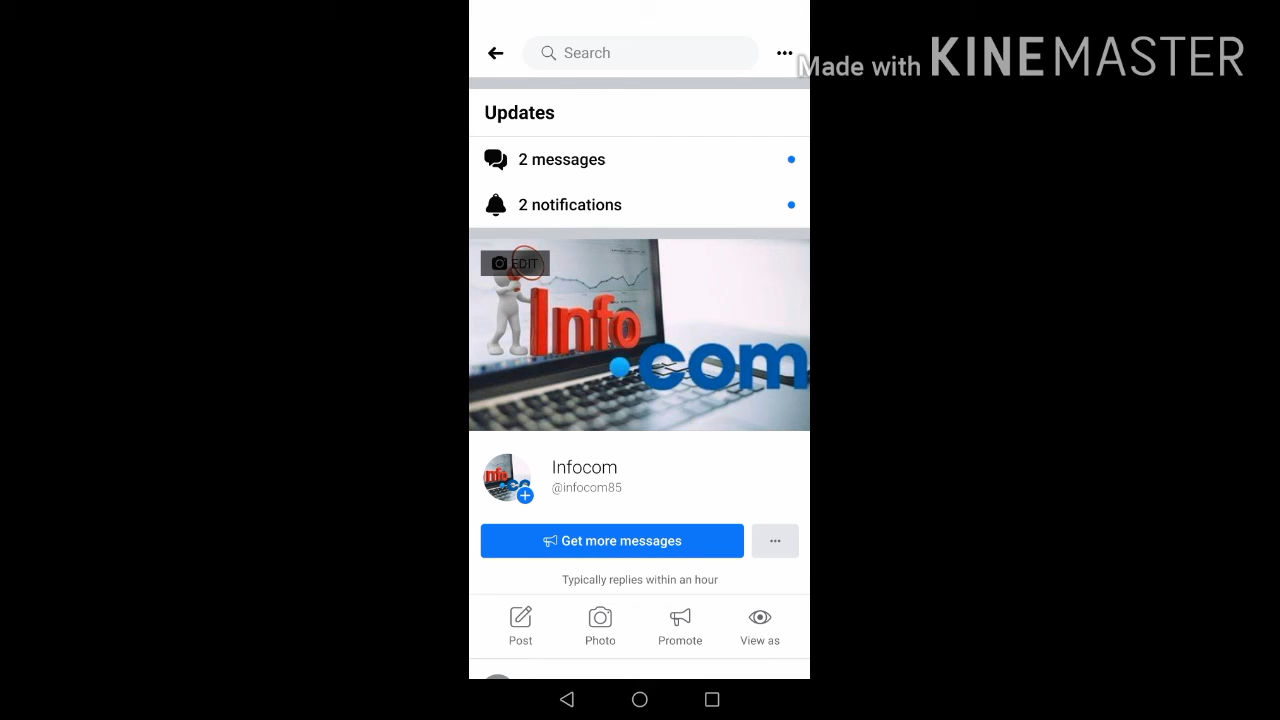 Search
Made with KINEMASTER
Updates
2 messages
2 notifications
EDIT
Info
.com
Infocom
@infocom85
Get more messages
Typically replies within an hour
Post
Photo
Promote
View as